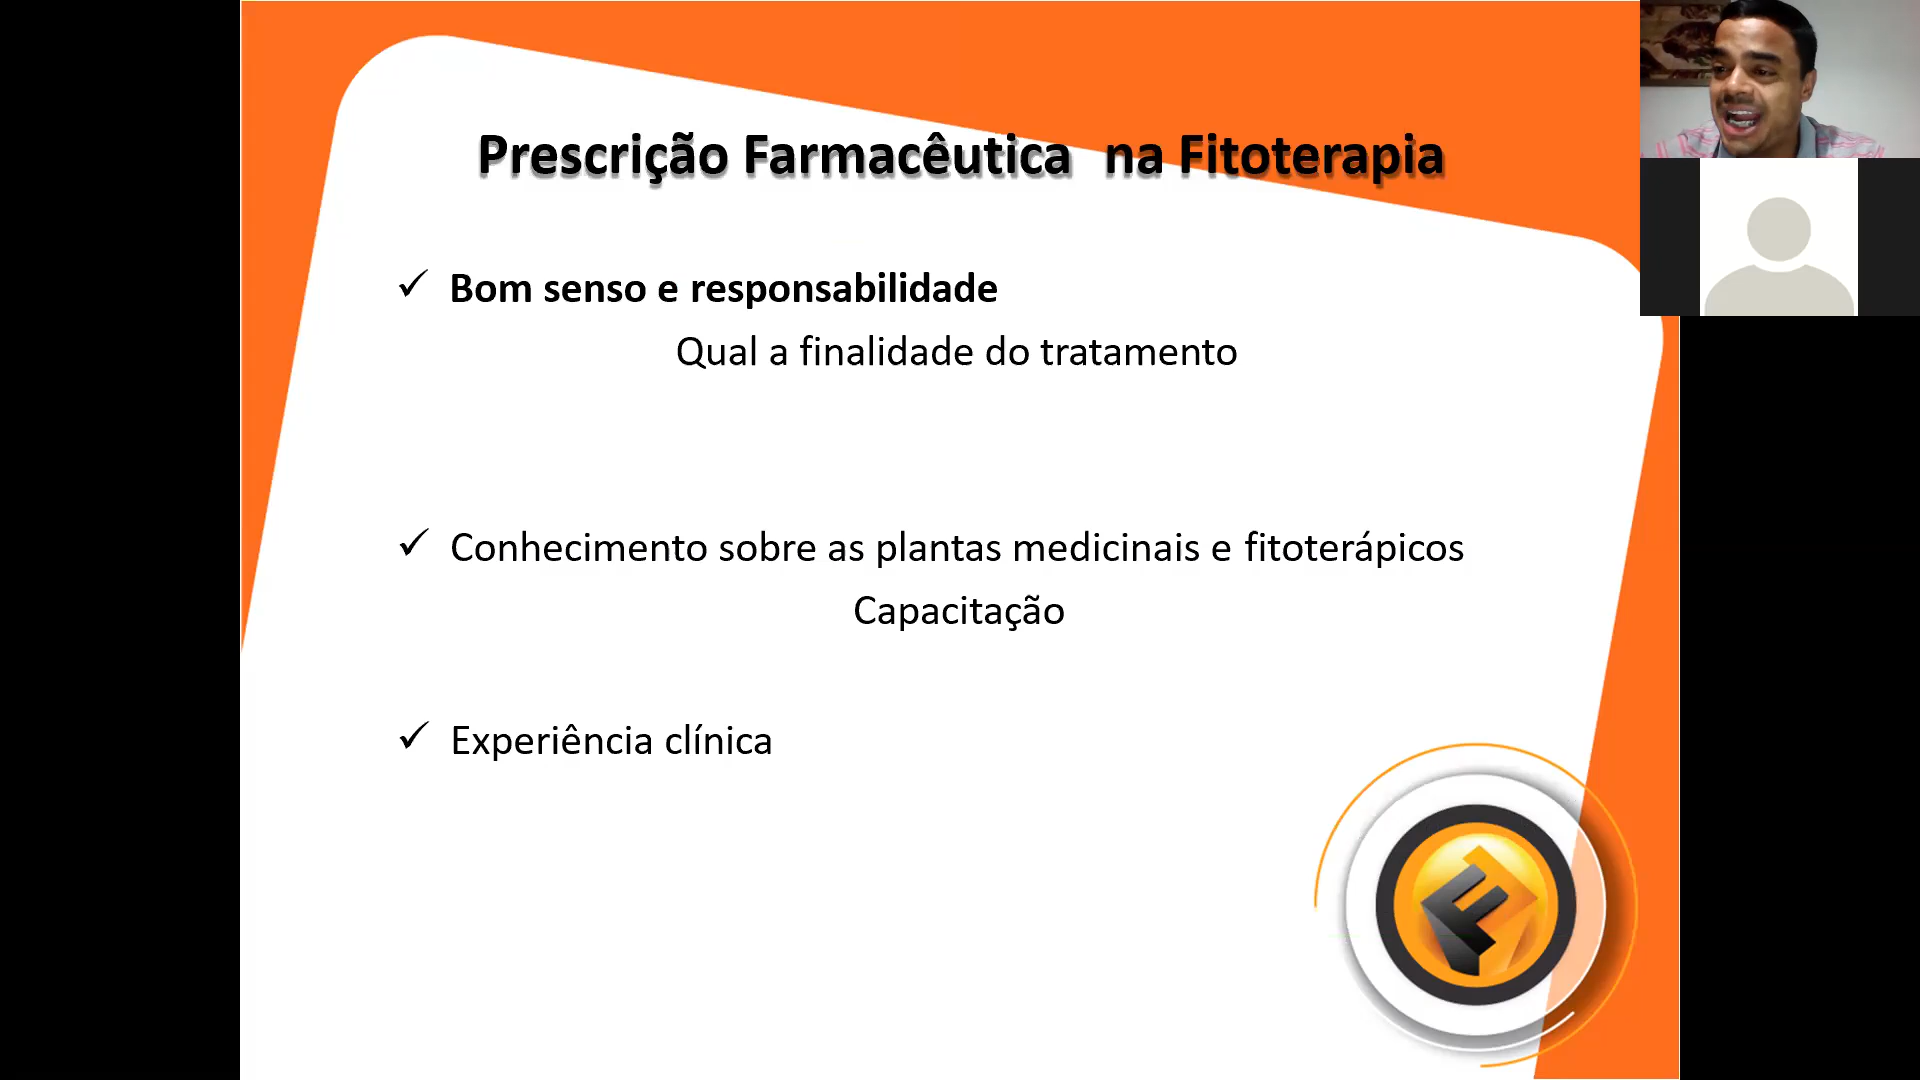 Prescrição Farmacêutica na Fitoterapia
✓ Bom senso e responsabilidade
Qual a finalidade do tratamento
✓ Conhecimento sobre as plantas medicinais e fitoterápicos
Capacitação
✓ Experiência clínica